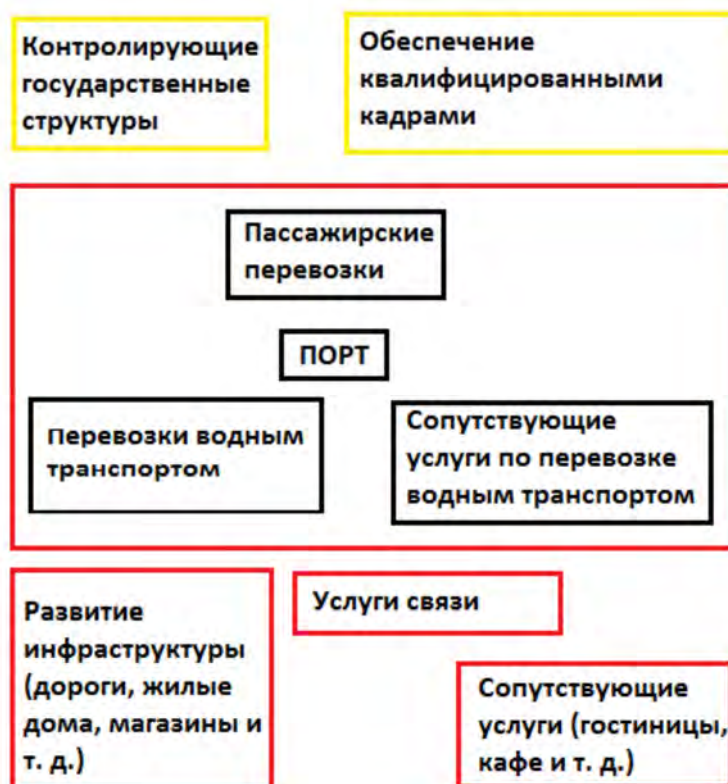 Контролирующие
государственные
структуры
Обеспечение
квалифицированными
кадрами
Пассажирские
перевозки
ПОРТ
Перевозки водным
транспортом
Сопутствующие
услуги по перевозке
водным транспортом
Развитие
инфраструктуры
(дороги, жилые
дома, магазины и
т. д.)
Услуги связи
Сопутствующие
услуги (гостиницы,
кафе и т. д.)